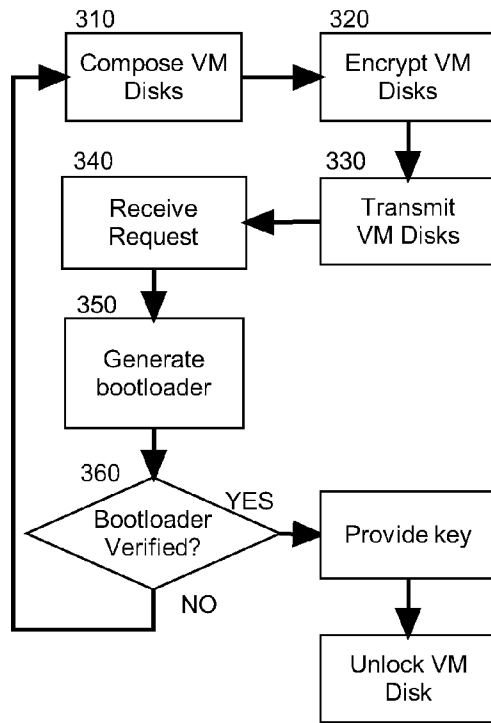 310
Compose VM
Disks
320
Encrypt VM
Disks
330
Transmit
VM Disks
340
Receive
Request
350
Generate
bootloader
360
Bootloader
Verified?
YES
NO
Provide key
Unlock VM
Disk